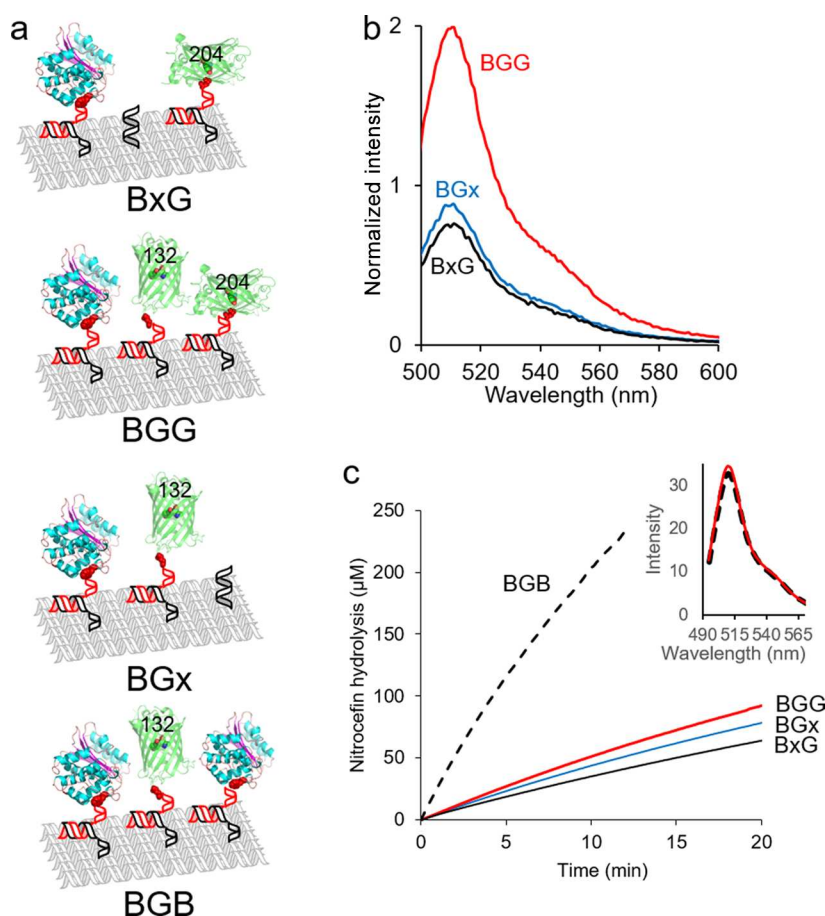 a
204
BxG
132
204
BGG
132
BGx
132
BGB
b
Normalized intensity
2
1
0
BGG
BGx
BxG
500 520 540 560 580 600
Wavelength (nm)
c
Nitrocefin hydrolysis (µM)
250
200
150
100
50
0
BGB
BGG
BGx
BxG
0 5 10 15 20
Time (min)
Intensity
30
20
10
0
490 515 540 565
Wavelength (nm)